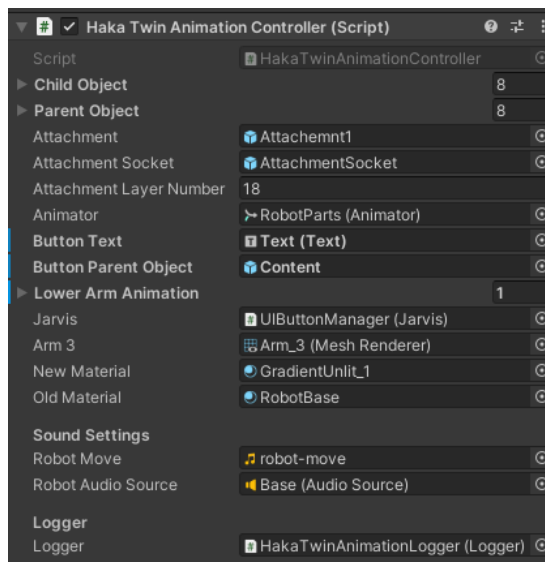 Haka Twin Animation Controller (Script)
Script HakaTwinAnimationController
Child Object 8
Parent Object 8
Attachment Attachemnt1
Attachment Socket AttachmentSocket
Attachment Layer Number 18
Animator RobotParts (Animator)
Button Text Text (Text)
Button Parent Object Content
Lower Arm Animation 1
Jarvis UIButtonManager (Jarvis)
Arm 3 Arm_3 (Mesh Renderer)
New Material GradientUnlit_1
Old Material RobotBase
Sound Settings
Robot Move robot-move
Robot Audio Source Base (Audio Source)
Logger
Logger HakaTwinAnimationLogger (Logger)